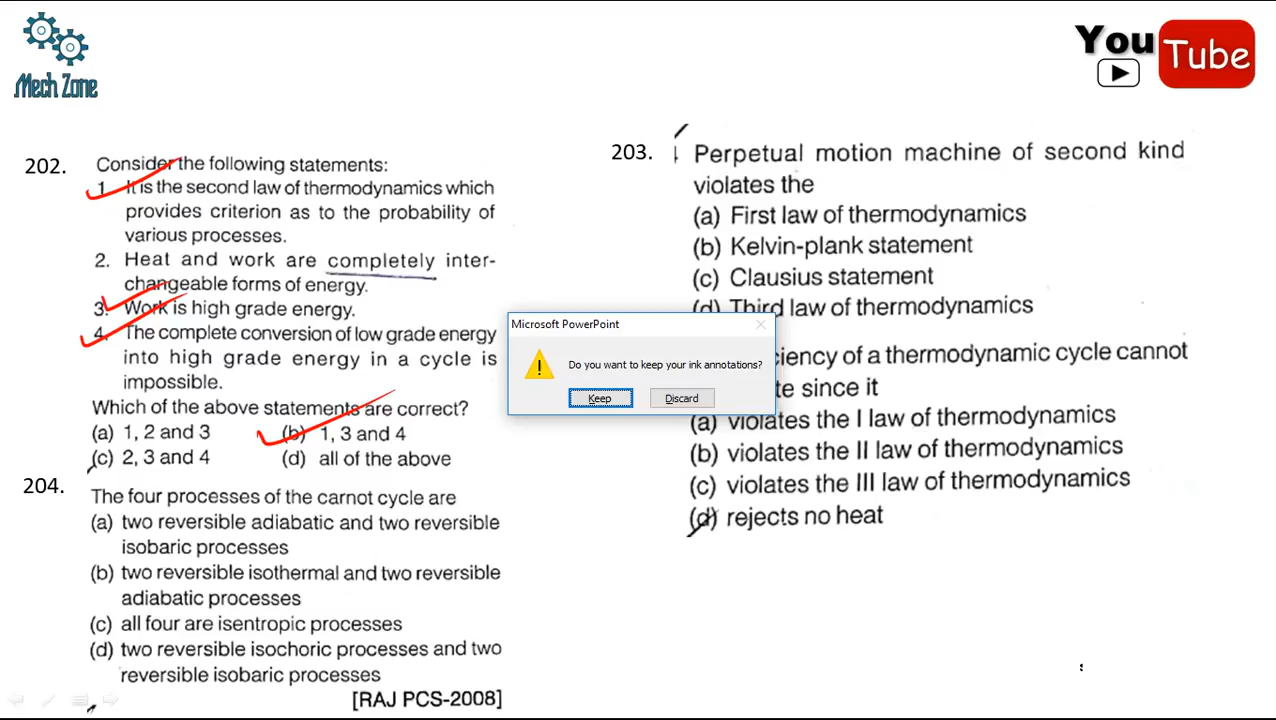 Mech Zone
You Tube
202. Consider the following statements:
1. It is the second law of thermodynamics which
provides criterion as to the probability of
various processes.
2. Heat and work are completely inter-
changeable forms of energy.
3. Work is high grade energy.
4. The complete conversion of low grade energy
into high grade energy in a cycle is
impossible.
Which of the above statements are correct?
(a) 1, 2 and 3 (b) 1, 3 and 4
(c) 2, 3 and 4 (d) all of the above
204. The four processes of the carnot cycle are
(a) two reversible adiabatic and two reversible
isobaric processes
(b) two reversible isothermal and two reversible
adiabatic processes
(c) all four are isentropic processes
(d) two reversible isochoric processes and two
reversible isobaric processes
[RAJ PCS-2008]
203. Perpetual motion machine of second kind
violates the
(a) First law of thermodynamics
(b) Kelvin-plank statement
(c) Clausius statement
(d) Third law of thermodynamics
Microsoft PowerPoint
Do you want to keep your ink annotations?
Keep Discard
ciency of a thermodynamic cycle cannot
te since it
(a) violates the I law of thermodynamics
(b) violates the II law of thermodynamics
(c) violates the III law of thermodynamics
(d) rejects no heat